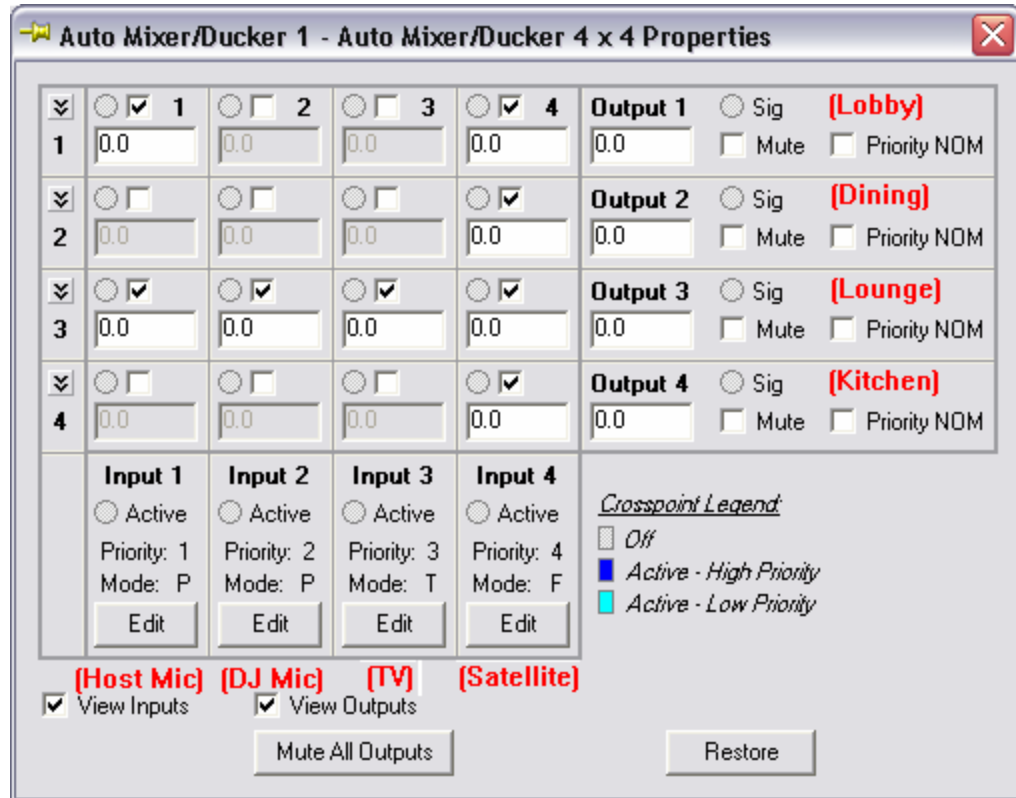 Auto Mixer/Ducker 1 - Auto Mixer/Ducker 4 x 4 Properties
1 2 3 4 Output 1 Sig (Lobby)
1 0.0 0.0 0.0 0.0 0.0 Mute Priority NOM
Output 2 Sig (Dining)
2 0.0 0.0 0.0 0.0 0.0 Mute Priority NOM
Output 3 Sig (Lounge)
3 0.0 0.0 0.0 0.0 0.0 Mute Priority NOM
Output 4 Sig (Kitchen)
4 0.0 0.0 0.0 0.0 0.0 Mute Priority NOM
Input 1 Input 2 Input 3 Input 4
Active Active Active Active
Priority: 1 Priority: 2 Priority: 3 Priority: 4
Mode: P Mode: P Mode: T Mode: F
Edit Edit Edit Edit
Crosspoint Legend:
Off
Active - High Priority
Active - Low Priority
(Host Mic) (DJ Mic) (TV) (Satellite)
View Inputs View Outputs
Mute All Outputs Restore